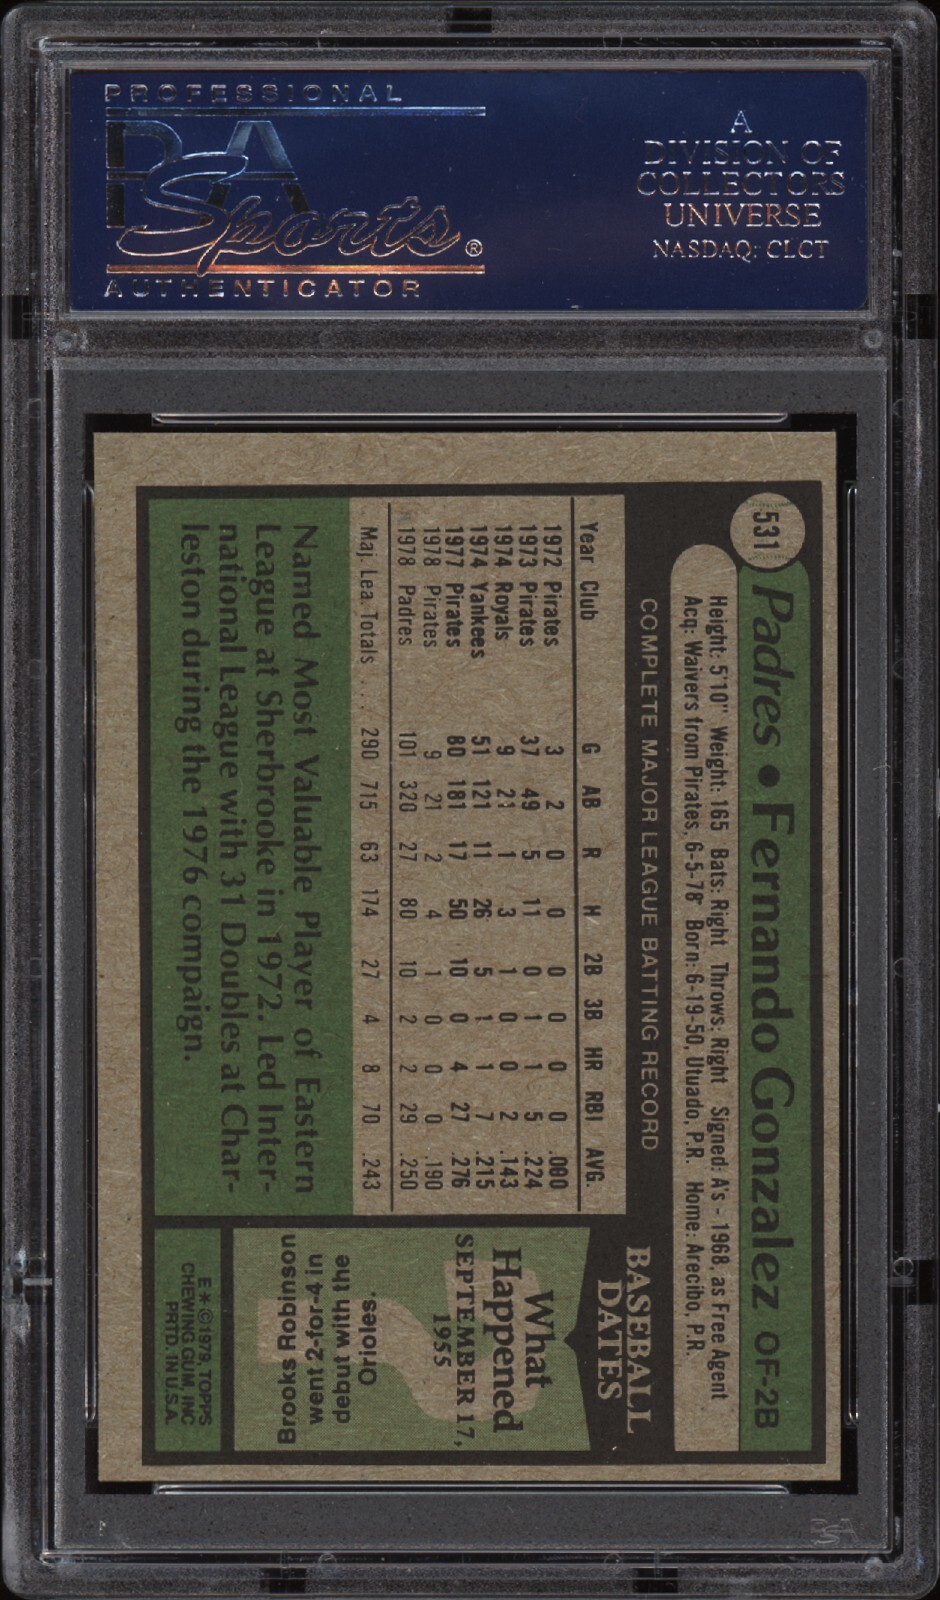 PROFESSIONAL
PSA
Sports®
AUTHENTICATOR
A
DIVISION OF
COLLECTORS
UNIVERSE
NASDAQ: CLCT
531
Padres • Fernando Gonzalez OF-2B
Height: 5'10" Weight: 165 Bats: Right Throws: Right Signed: A's - 1968, as Free Agent
Acq: Waivers from Pirates, 6-5-78 Born: 6-19-50, Utuado, P.R. Home: Arecibo, P.R.
COMPLETE MAJOR LEAGUE BATTING RECORD
Year Club G AB R H 2B 3B HR RBI AVG.
1972 Pirates 3 2 0 0 0 0 0 0 .000
1973 Pirates 37 49 5 11 0 1 1 5 .224
1974 Royals 9 21 1 3 1 0 0 2 .143
1974 Yankees 51 121 11 26 5 1 1 7 .215
1977 Pirates 80 181 17 50 10 0 4 27 .276
1978 Pirates 9 21 2 4 1 0 0 0 .190
1978 Padres 101 320 27 80 10 2 2 29 .250
Maj. Lea. Totals . . . 290 715 63 174 27 4 8 70 .243
Named Most Valuable Player of Eastern
League at Sherbrooke in 1972. Led Inter-
national League with 31 Doubles at Char-
leston during the 1976 campaign.
BASEBALL
DATES
What
Happened
SEPTEMBER 17,
1955
Brooks Robinson
went 2-for-4 in
debut with the
Orioles.
E*©1979, TOPPS
CHEWING GUM, INC
PRTD. IN U.S.A.
PSA